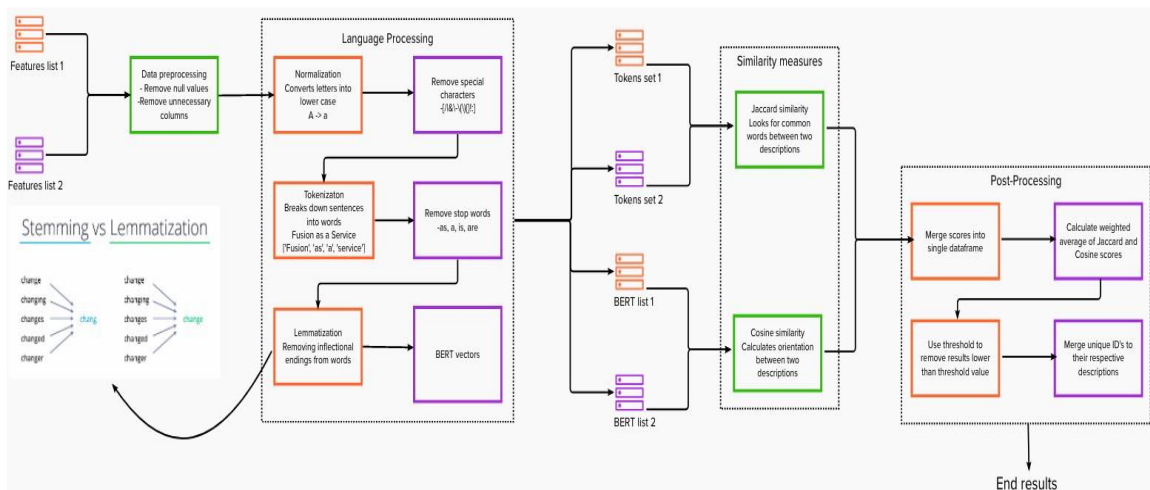 Features list 1
Features list 2
Data preprocessing
- Remove null values
-Remove unnecessary
columns
Stemming vs Lemmatization
change
changing
changes
changed
changer
chang
change
changing
changes
changed
changer
change
Language Processing
Normalization
Converts letters into
lower case
A -> a
Remove special
characters
-[/\&\-\(\()!:]
Tokenizaton
Breaks down sentences
into words
Fusion as a Service
['Fusion', 'as', 'a', 'service']
Remove stop words
-as, a, is, are
Lemmatization
Removing inflectional
endings from words
BERT vectors
Tokens set 1
Tokens set 2
BERT list 1
BERT list 2
Similarity measures
Jaccard similarity
Looks for common
words between two
descriptions
Cosine similarity
Calculates orientation
between two
descriptions
Post-Processing
Merge scores into
single dataframe
Calculate weighted
average of Jaccard and
Cosine scores
Use threshold to
remove results lower
than threshold value
Merge unique ID's to
their respective
descriptions
End results